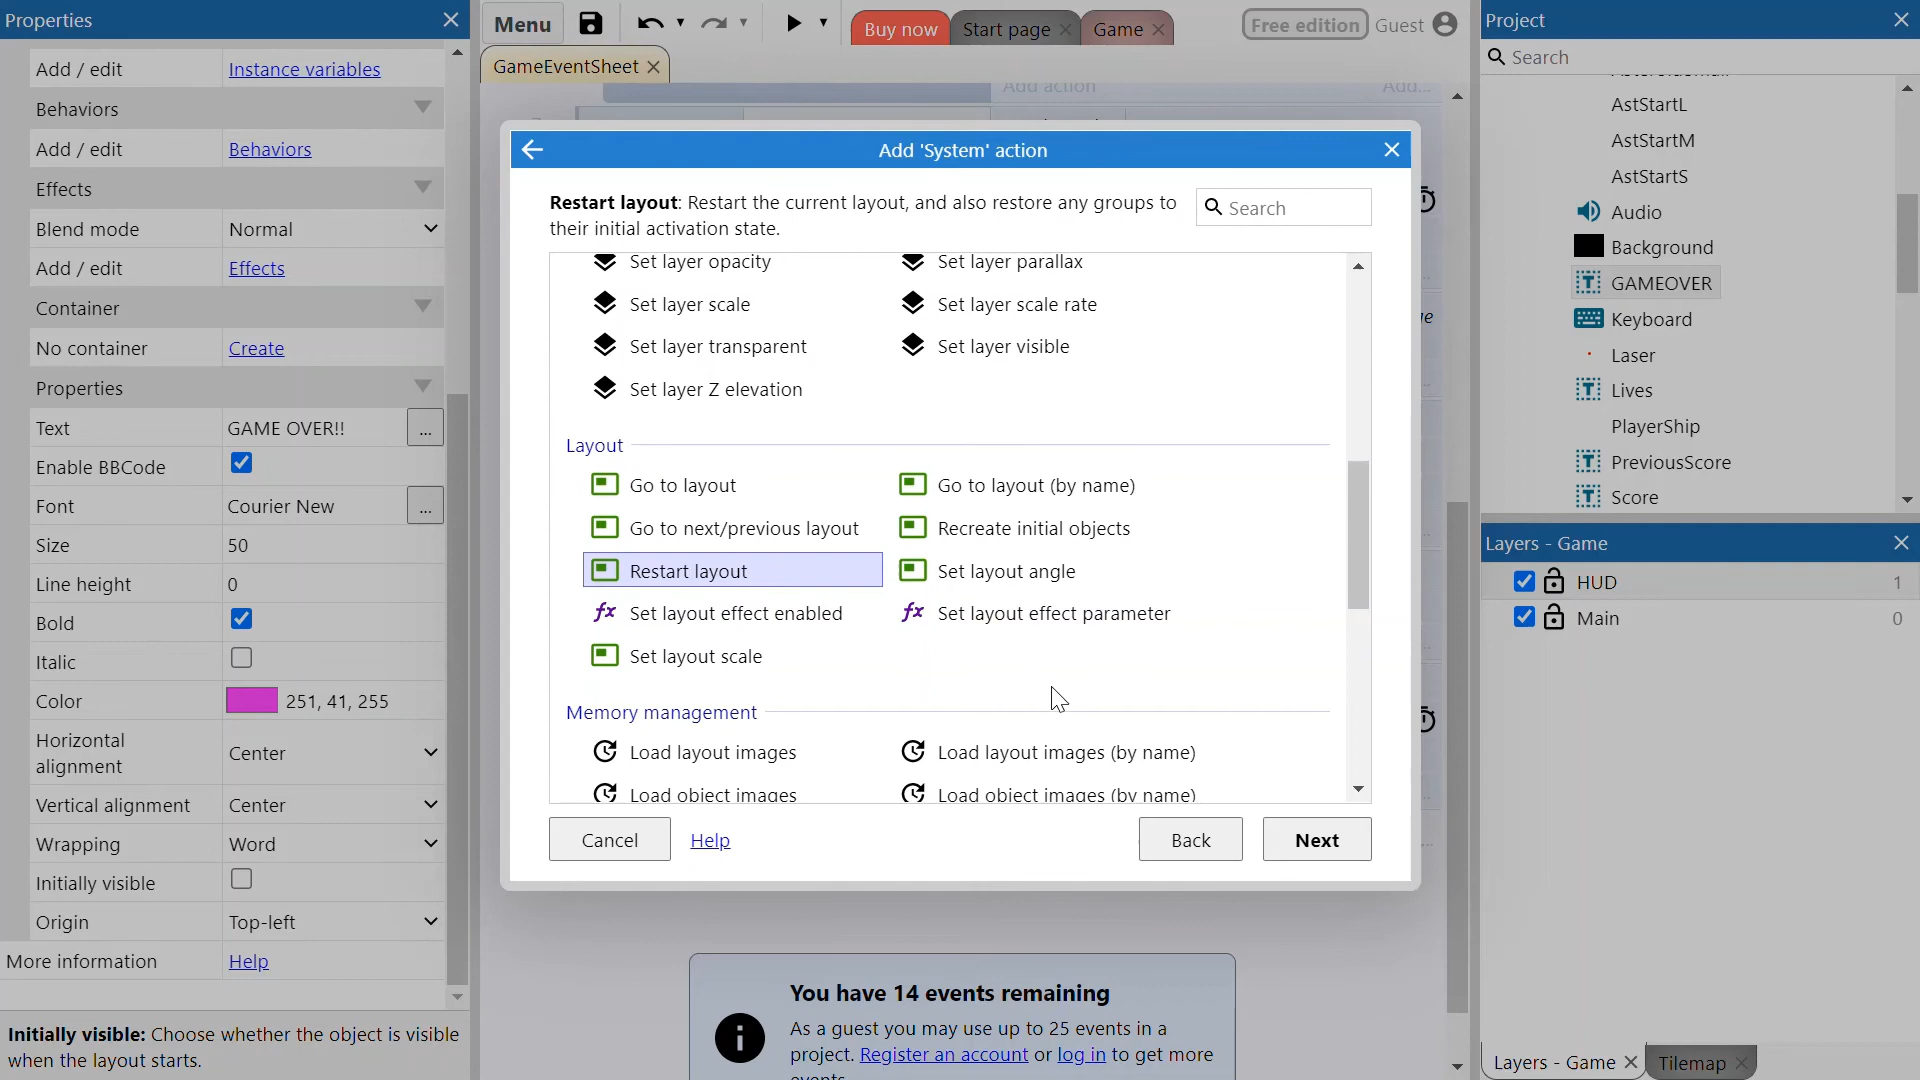 Properties
Add / edit Instance variables
Behaviors
Add / edit Behaviors
Effects
Blend mode Normal
Add / edit Effects
Container
No container Create
Properties
Text GAME OVER!! ...
Enable BBCode
Font Courier New ...
Size 50
Line height 0
Bold
Italic
Color 251, 41, 255
Horizontal
alignment Center
Vertical alignment Center
Wrapping Word
Initially visible
Origin Top-left
More information Help
Initially visible: Choose whether the object is visible
when the layout starts.
Menu
Buy now Start page Game
Free edition Guest
GameEventSheet
Add action Add...
Add 'System' action
Restart layout: Restart the current layout, and also restore any groups to
their initial activation state.
Search
Set layer opacity Set layer parallax
Set layer scale Set layer scale rate
Set layer transparent Set layer visible
Set layer Z elevation
Layout
Go to layout Go to layout (by name)
Go to next/previous layout Recreate initial objects
Restart layout Set layout angle
fx Set layout effect enabled fx Set layout effect parameter
Set layout scale
Memory management
Load layout images Load layout images (by name)
Load object images Load object images (by name)
Cancel Help Back Next
You have 14 events remaining
As a guest you may use up to 25 events in a
project. Register an account or log in to get more
events.
Project
Search
AstStartL
AstStartM
AstStartS
Audio
Background
GAMEOVER
Keyboard
Laser
Lives
PlayerShip
PreviousScore
Score
Layers - Game
HUD 1
Main 0
Layers - Game Tilemap